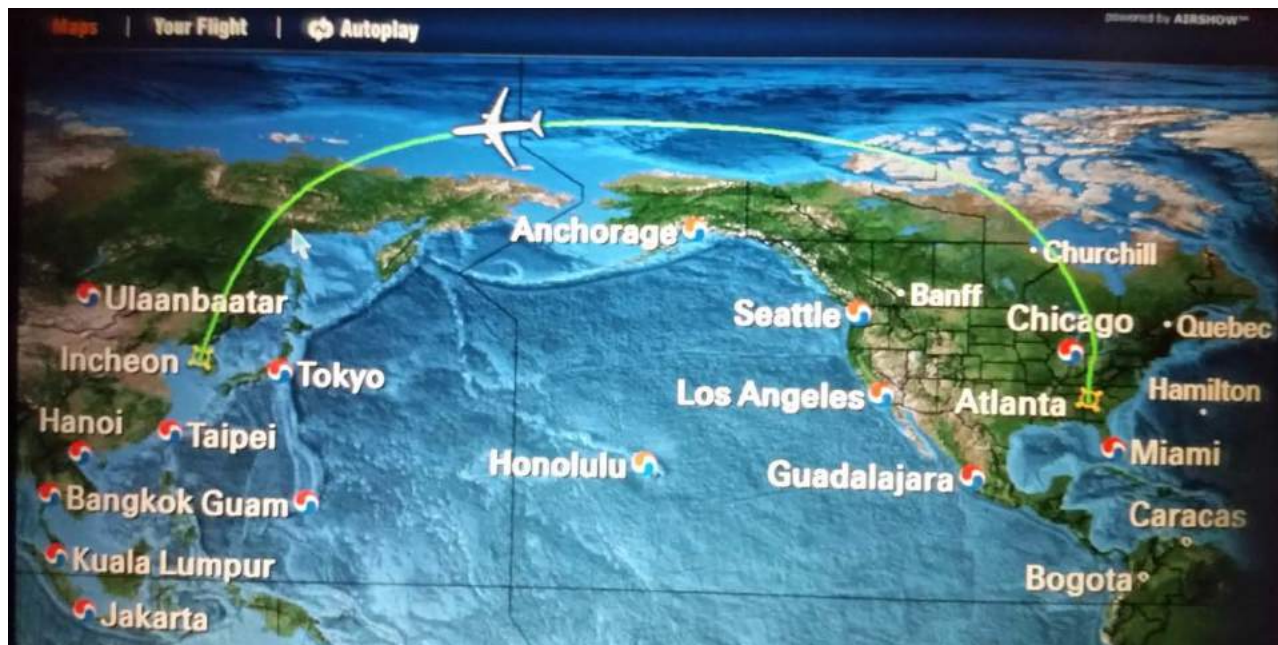 Maps | Your Flight | Autoplay
powered by AIRSHOW™
Anchorage
Churchill
Ulaanbaatar
Banff
Seattle
Chicago
Quebec
Incheon
Tokyo
Los Angeles
Atlanta
Hamilton
Hanoi
Taipei
Miami
Honolulu
Guadalajara
Bangkok Guam
Caracas
Kuala Lumpur
Bogota
Jakarta